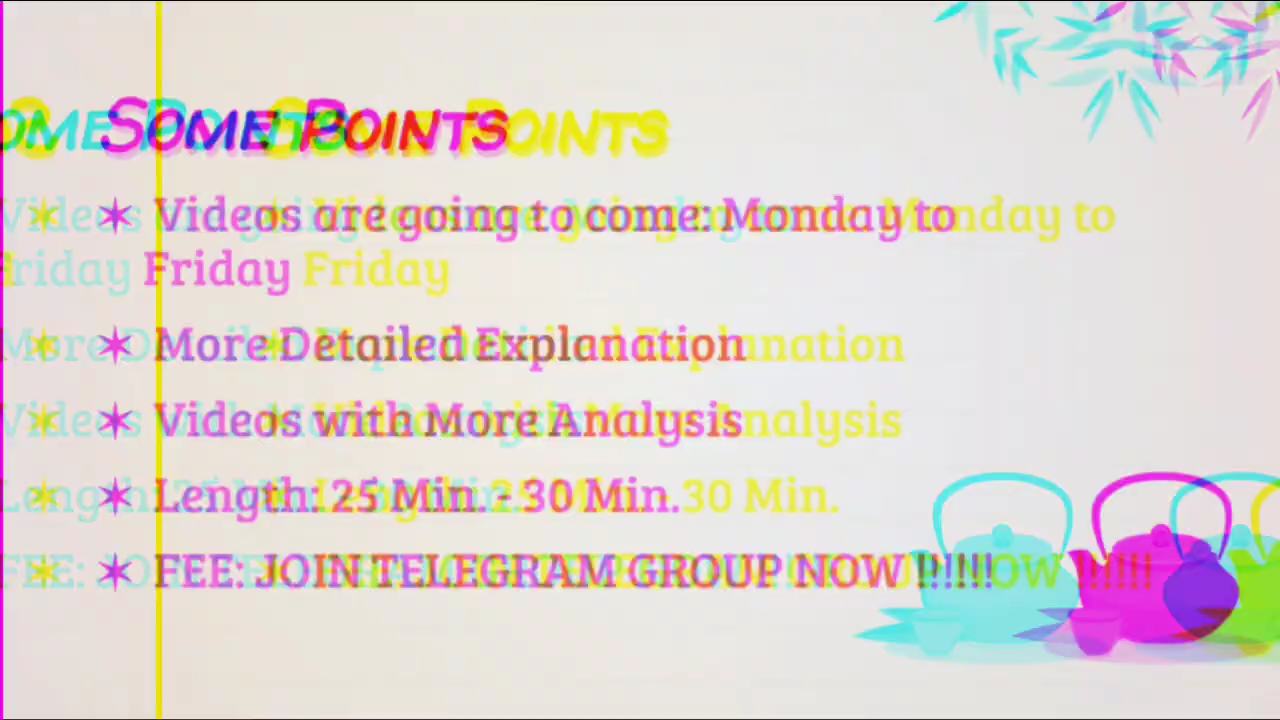 SOME POINTS
✶ Videos are going to come: Monday to
Friday
✶ More Detailed Explanation
✶ Videos with More Analysis
✶ Length: 25 Min. - 30 Min.
✶ FEE: JOIN TELEGRAM GROUP NOW !!!!!